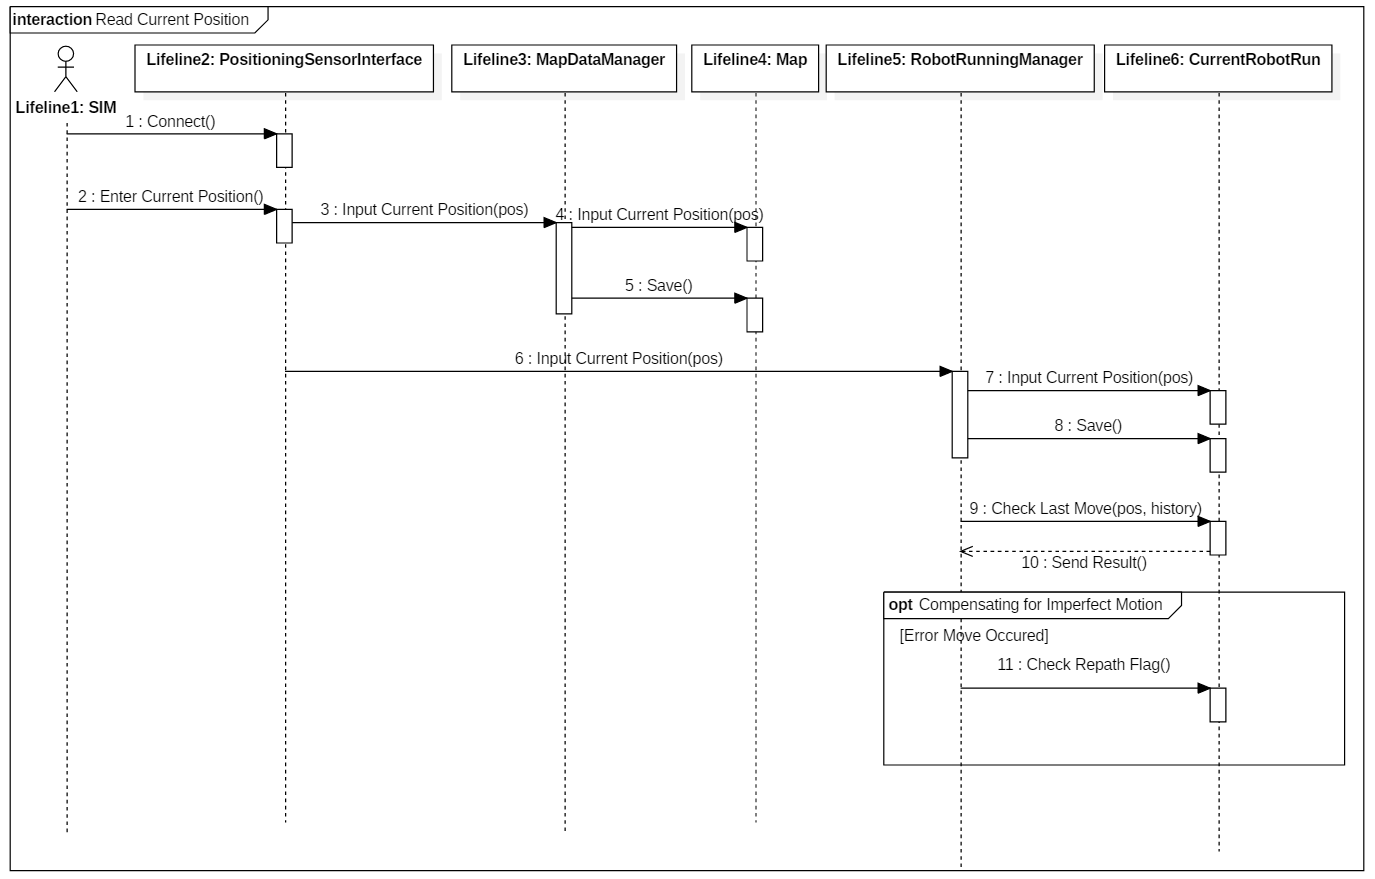 interaction Read Current Position
Lifeline1: SIM
Lifeline2: PositioningSensorInterface
Lifeline3: MapDataManager
Lifeline4: Map
Lifeline5: RobotRunningManager
Lifeline6: CurrentRobotRun
1 : Connect()
2 : Enter Current Position()
3 : Input Current Position(pos)
4 : Input Current Position(pos)
5 : Save()
6 : Input Current Position(pos)
7 : Input Current Position(pos)
8 : Save()
9 : Check Last Move(pos, history)
10 : Send Result()
opt Compensating for Imperfect Motion
[Error Move Occured]
11 : Check Repath Flag()